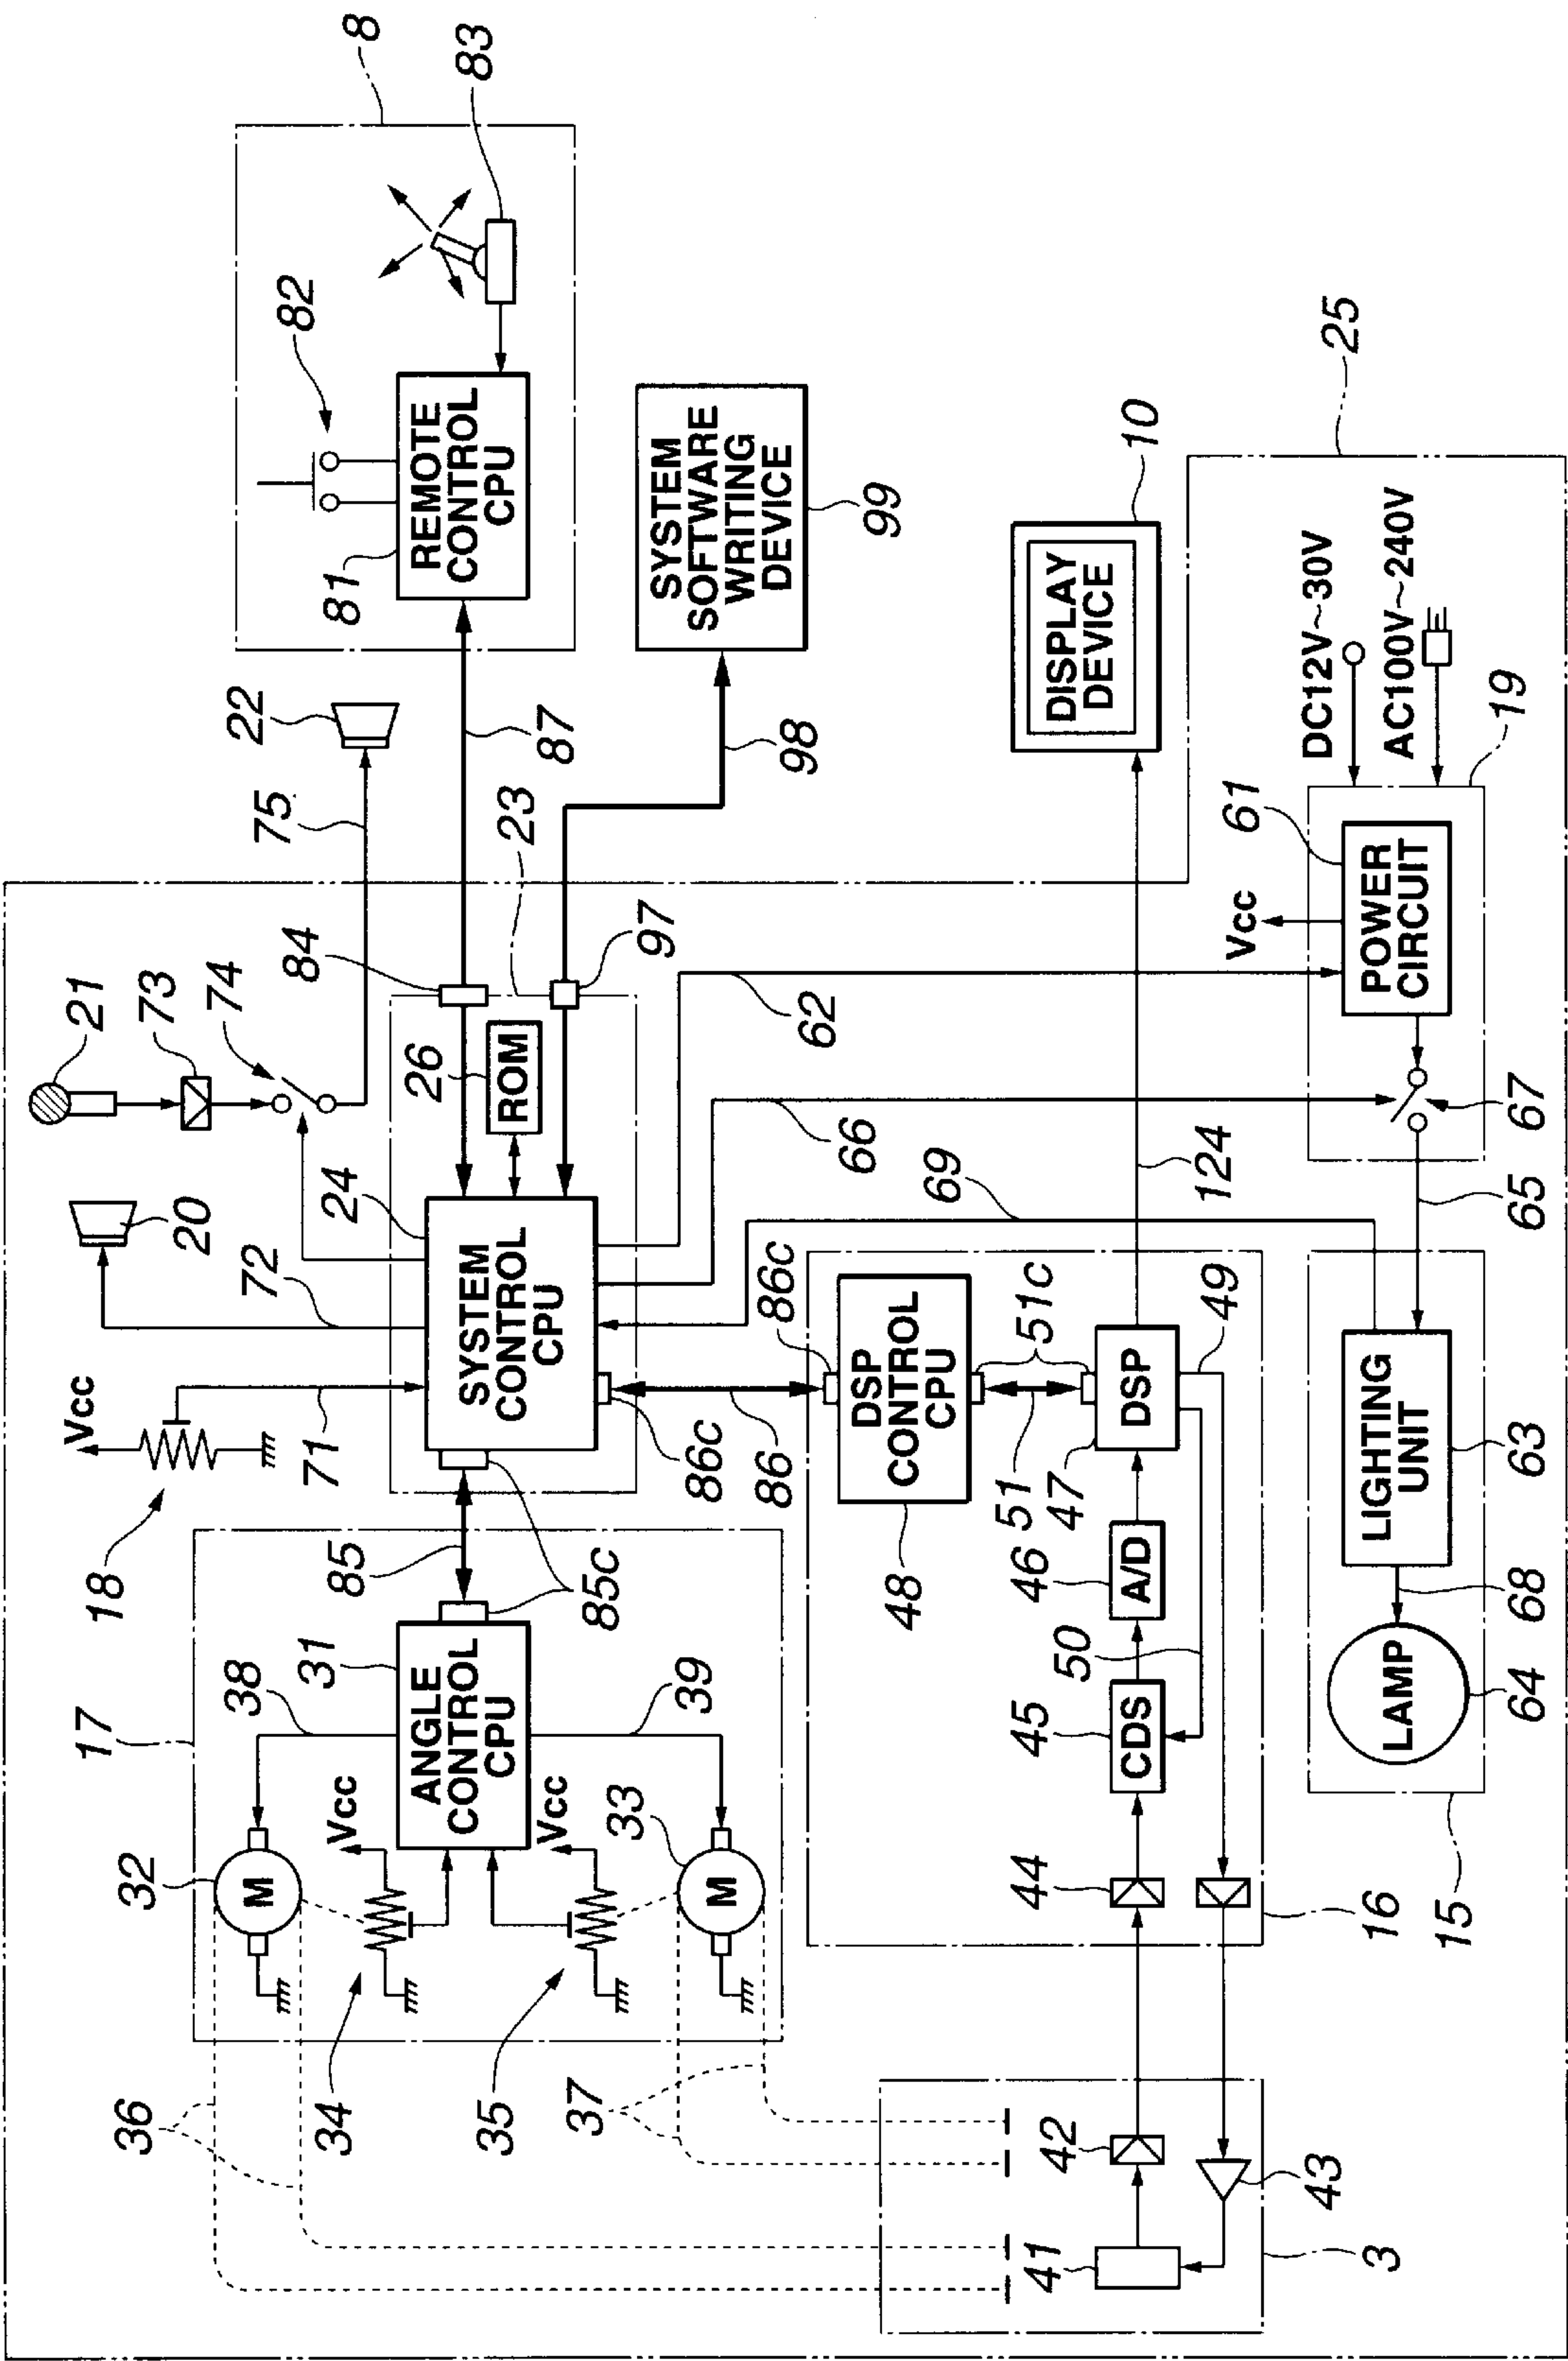 8
83
82
81
REMOTE
CONTROL
CPU
22
75
87
SYSTEM
SOFTWARE
WRITING
DEVICE
99
98
10
DISPLAY
DEVICE
25
DC12V~30V
AC100V~240V
19
61
POWER
CIRCUIT
Vcc
62
66
67
65
69
124
21
73
74
84
23
97
26
ROM
24
SYSTEM
CONTROL
CPU
20
72
71
Vcc
18
86c
86c
86
85
85c
17
38
31
ANGLE
CONTROL
CPU
39
32
M
Vcc
Vcc
33
M
34
35
36
37
DSP
CONTROL
CPU
48
51c
51
47
DSP
49
46
A/D
50
45
CDS
44
16
42
43
41
3
LIGHTING
UNIT
63
68
LAMP
64
15